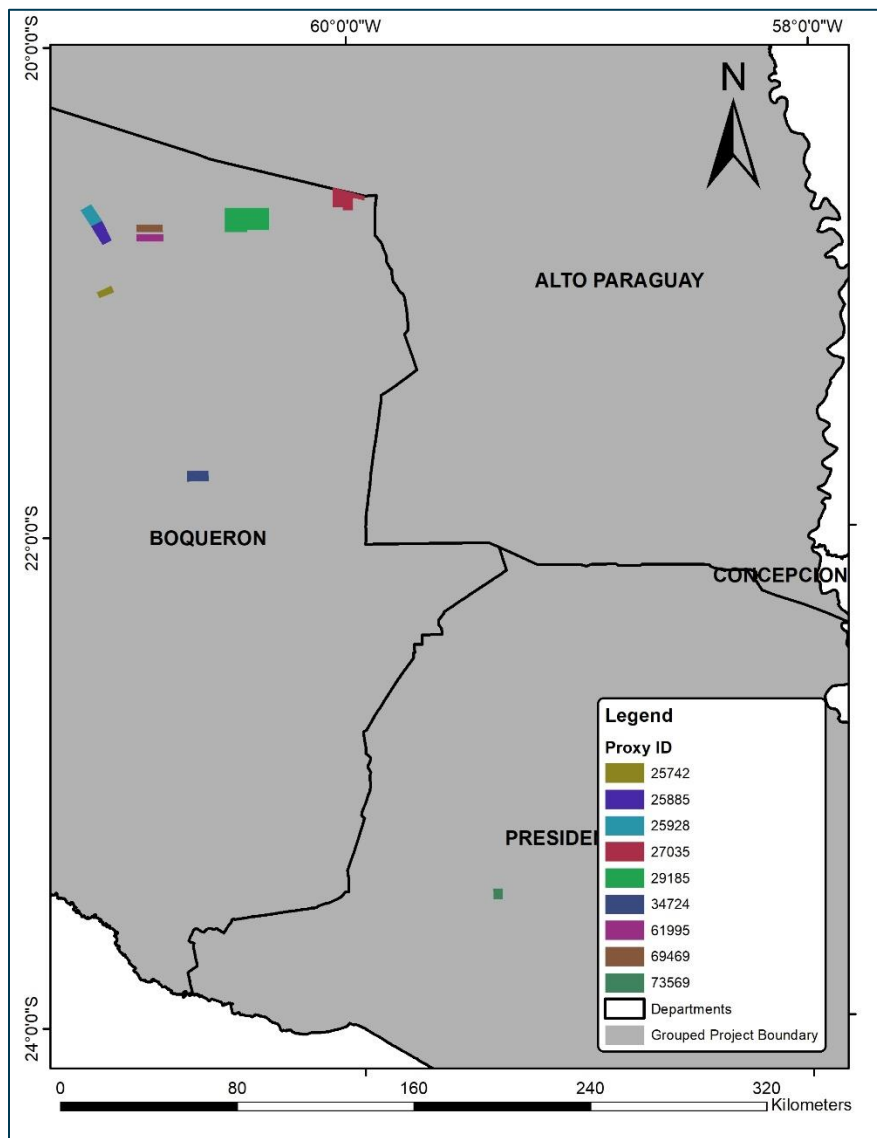 60°0'0"W
58°0'0"W
20°0'0"S
N
ALTO PARAGUAY
BOQUERON
22°0'0"S
CONCEPCION
Legend
Proxy ID
25742
25885
25928
27035
PRESIDE
29185
34724
61995
69469
73569
Departments
24°0'0"S
Grouped Project Boundary
0 80 160 240 320
Kilometers